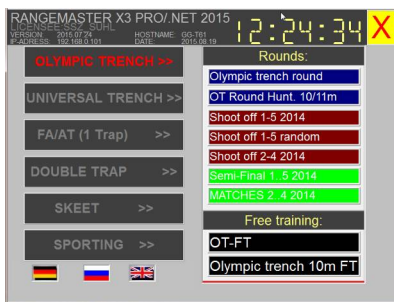 RANGEMASTER X3 PRO/.NET 2015
LICENSEE:SSZ SUHL
VERSION: 2015.07.24 HOSTNAME: GG-T61
IP-ADRESS: 192.168.0.101 DATE: 2015.09.19
12:24:34
X
OLYMPIC TRENCH >>
UNIVERSAL TRENCH >>
FA/AT (1 Trap) >>
DOUBLE TRAP >>
SKEET >>
SPORTING >>
Rounds:
Olympic trench round
OT Round Hunt. 10/11m
Shoot off 1-5 2014
Shoot off 1-5 random
Shoot off 2-4 2014
Semi-Final 1..5 2014
MATCHES 2..4 2014
Free training:
OT-FT
Olympic trench 10m FT